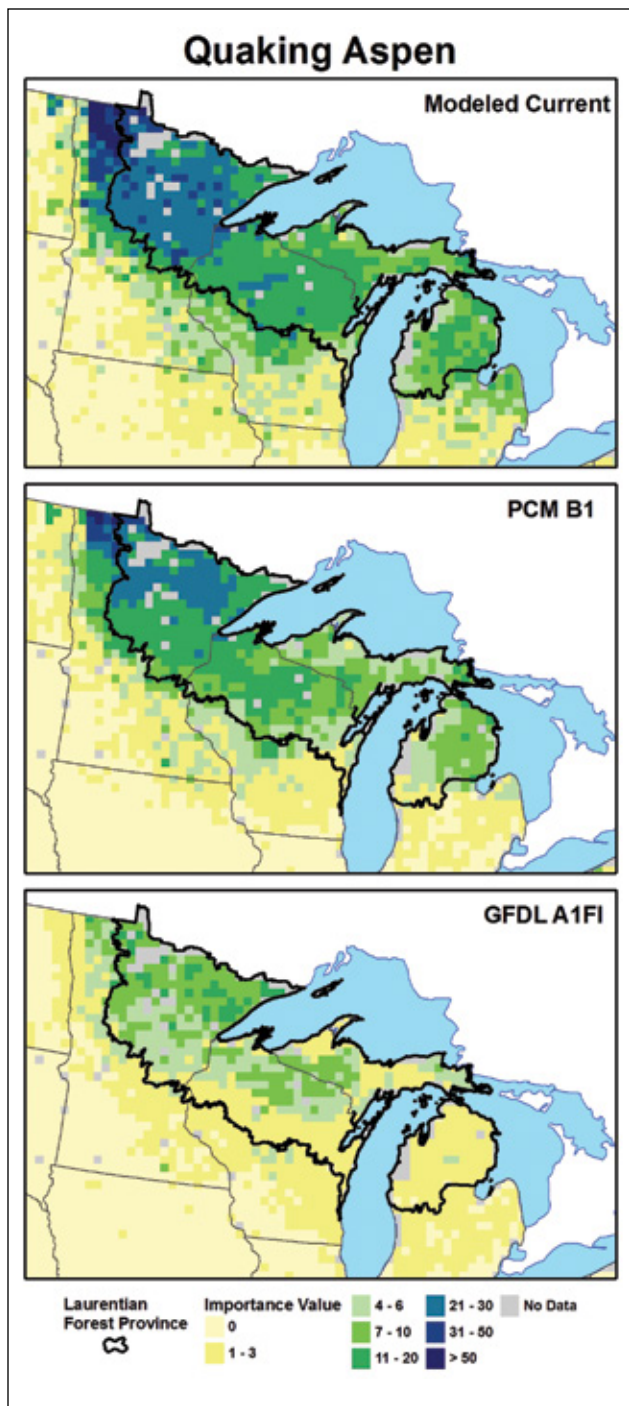 Quaking Aspen
Modeled Current
PCM B1
GFDL A1FI
Laurentian
Forest Province
Importance Value
0
1 - 3
4 - 6
7 - 10
11 - 20
21 - 30
31 - 50
> 50
No Data